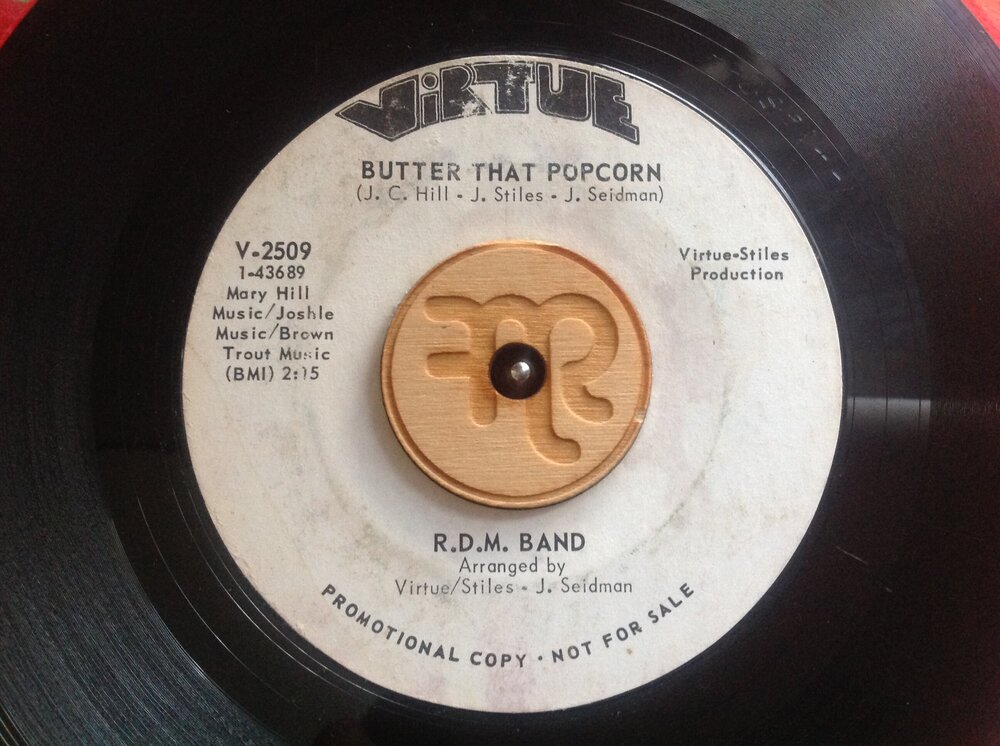 ViRTUE
BUTTER THAT POPCORN
(J. C. Hill - J. Stiles - J. Seidman)
V-2509
1-43689
Mary Hill
Music/Joshle
Music/Brown
Trout Music
(BMI) 2:15
Virtue-Stiles
Production
R.D.M. BAND
Arranged by
Virtue/Stiles - J. Seidman
PROMOTIONAL COPY · NOT FOR SALE